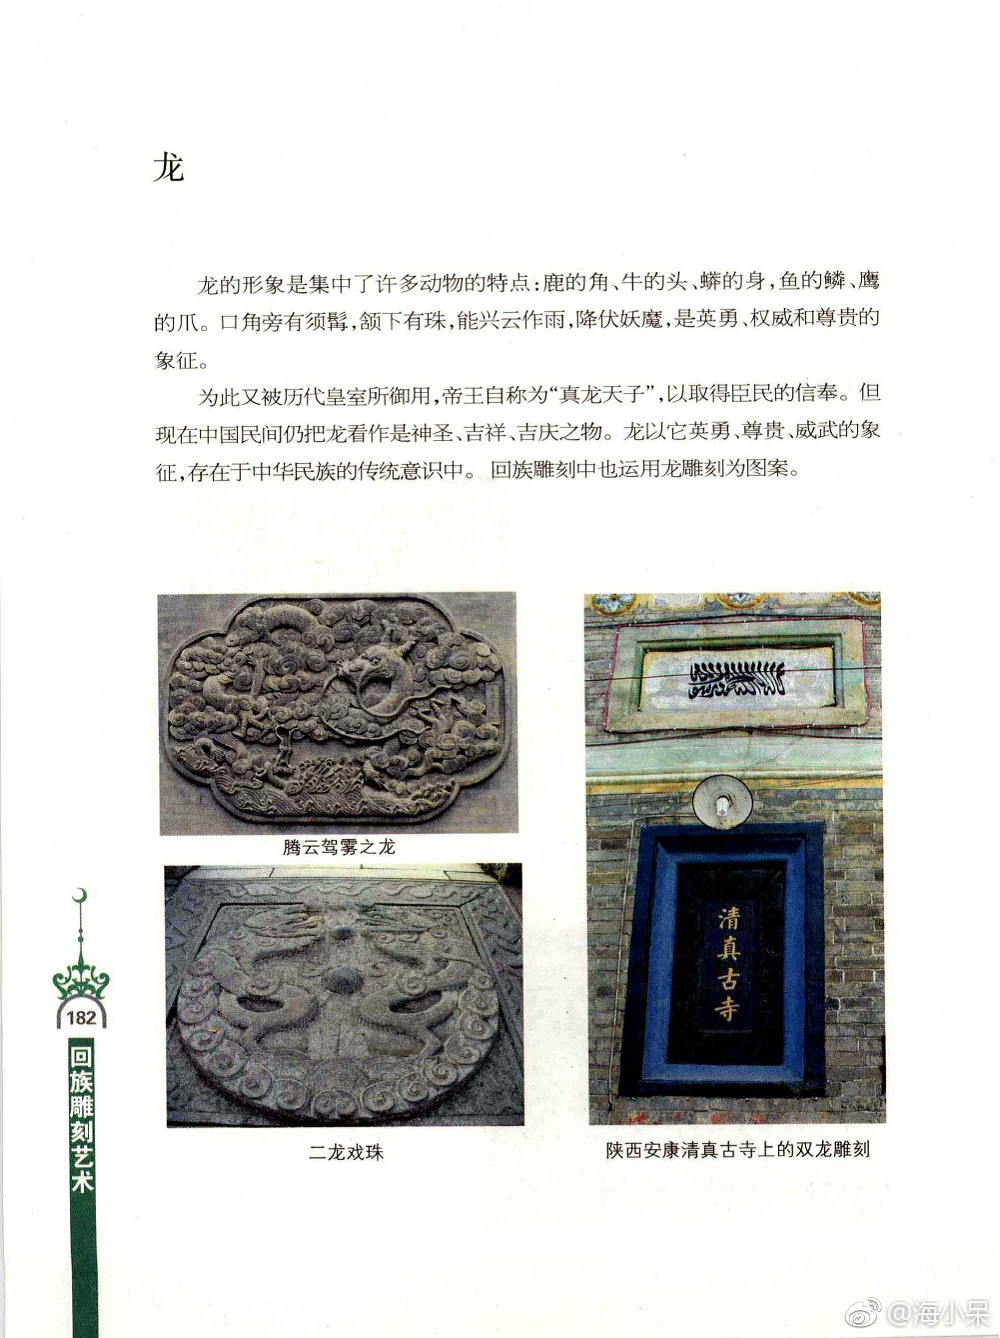 龙
龙的形象是集中了许多动物的特点:鹿的角、牛的头、蟒的身,鱼的鳞、鹰
的爪。口角旁有须髯,颔下有珠,能兴云作雨,降伏妖魔,是英勇、权威和尊贵的
象征。
为此又被历代皇室所御用,帝王自称为“真龙天子”,以取得臣民的信奉。但
现在中国民间仍把龙看作是神圣、吉祥、吉庆之物。龙以它英勇、尊贵、威武的象
征,存在于中华民族的传统意识中。 回族雕刻中也运用龙雕刻为图案。
腾云驾雾之龙
二龙戏珠
清真古寺
陕西安康清真古寺上的双龙雕刻
182
回族雕刻艺术
@海小呆